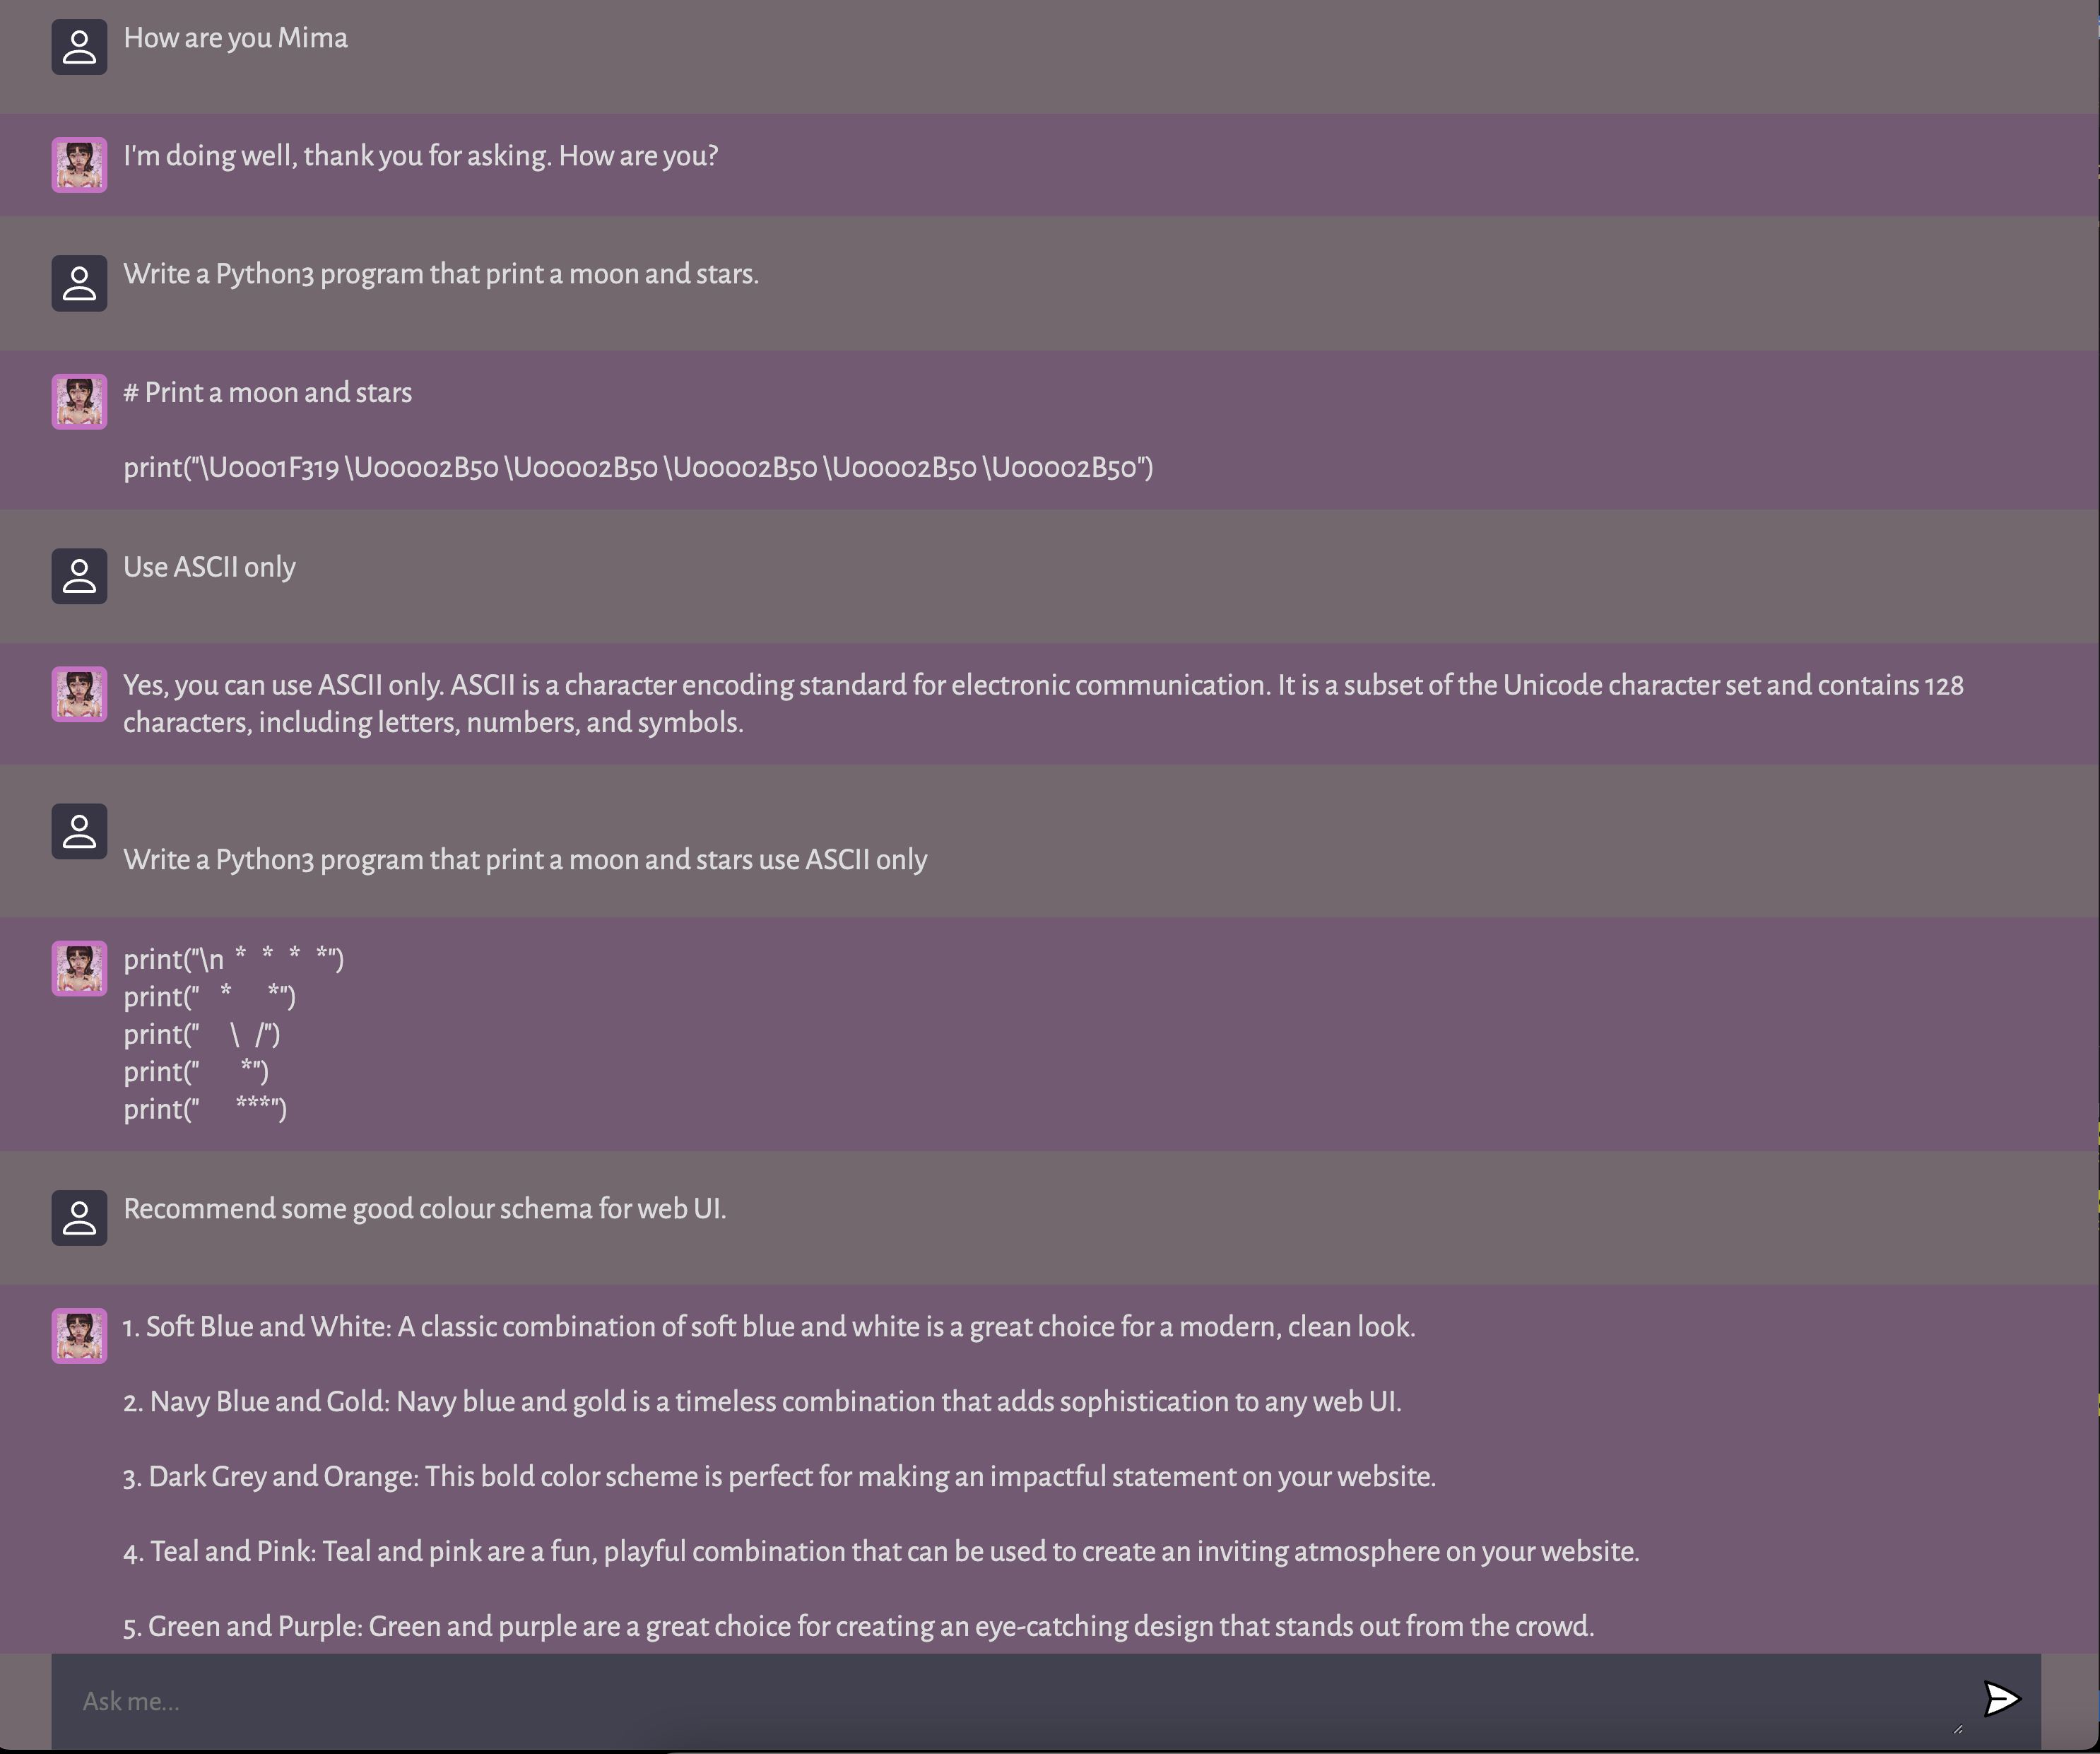 How are you Mima
I'm doing well, thank you for asking. How are you?
Write a Python3 program that print a moon and stars.
# Print a moon and stars
print("\U0001F319 \U00002B50 \U00002B50 \U00002B50 \U00002B50 \U00002B50")
Use ASCII only
Yes, you can use ASCII only. ASCII is a character encoding standard for electronic communication. It is a subset of the Unicode character set and contains 128
characters, including letters, numbers, and symbols.
Write a Python3 program that print a moon and stars use ASCII only
print("\n  *   *   *   *")
print("    *       *")
print("      \   /")
print("        *")
print("       ***")
Recommend some good colour schema for web UI.
1. Soft Blue and White: A classic combination of soft blue and white is a great choice for a modern, clean look.
2. Navy Blue and Gold: Navy blue and gold is a timeless combination that adds sophistication to any web UI.
3. Dark Grey and Orange: This bold color scheme is perfect for making an impactful statement on your website.
4. Teal and Pink: Teal and pink are a fun, playful combination that can be used to create an inviting atmosphere on your website.
5. Green and Purple: Green and purple are a great choice for creating an eye-catching design that stands out from the crowd.
Ask me...